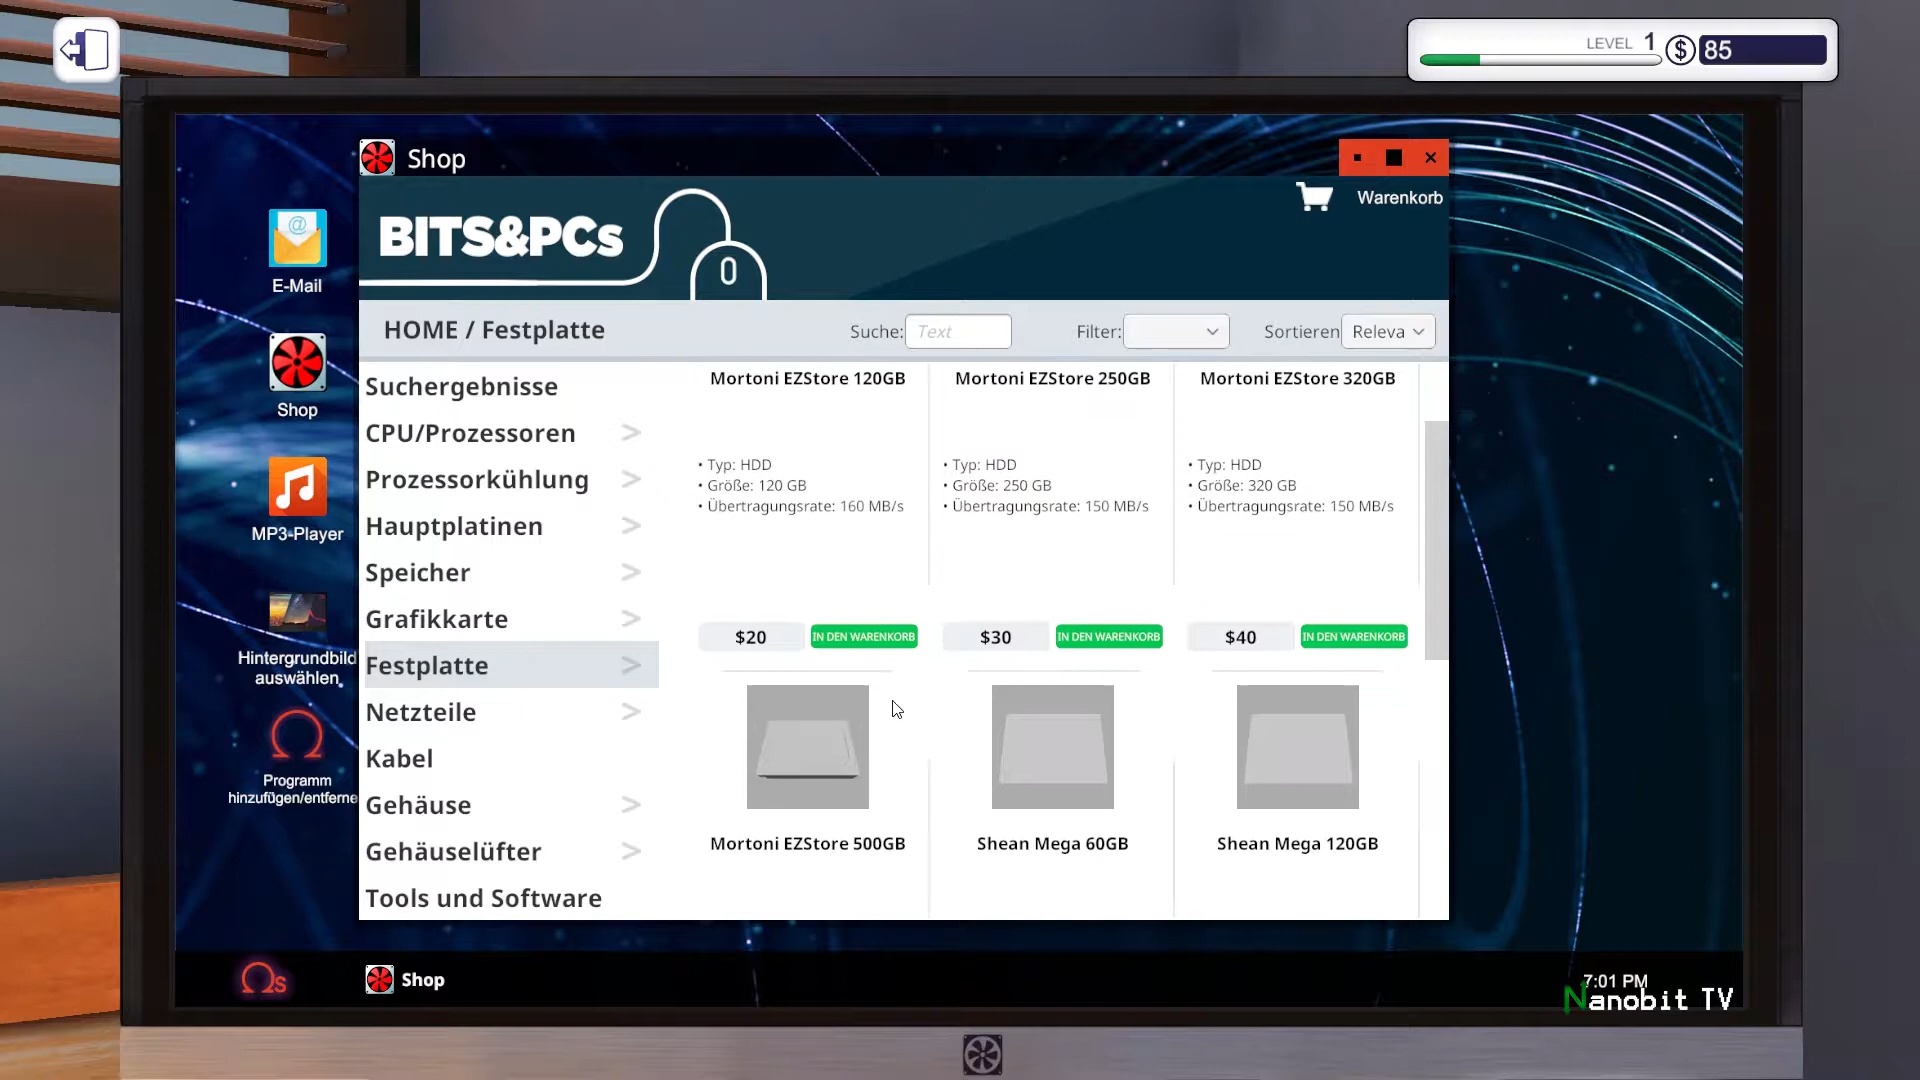 LEVEL 1
85
Shop
BITS&PCs
Warenkorb
E-Mail
Shop
MP3-Player
Hintergrundbild
auswählen
Programm
hinzufügen/entferne
HOME / Festplatte
Suche:
Text
Filter:
Sortieren
Releva
Suchergebnisse
CPU/Prozessoren
Prozessorkühlung
Hauptplatinen
Speicher
Grafikkarte
Festplatte
Netzteile
Kabel
Gehäuse
Gehäuselüfter
Tools und Software
Mortoni EZStore 120GB
• Typ: HDD
• Größe: 120 GB
• Übertragungsrate: 160 MB/s
$20
IN DEN WARENKORB
Mortoni EZStore 250GB
• Typ: HDD
• Größe: 250 GB
• Übertragungsrate: 150 MB/s
$30
IN DEN WARENKORB
Mortoni EZStore 320GB
• Typ: HDD
• Größe: 320 GB
• Übertragungsrate: 150 MB/s
$40
IN DEN WARENKORB
Mortoni EZStore 500GB
Shean Mega 60GB
Shean Mega 120GB
Ωs
Shop
7:01 PM
Nanobit TV